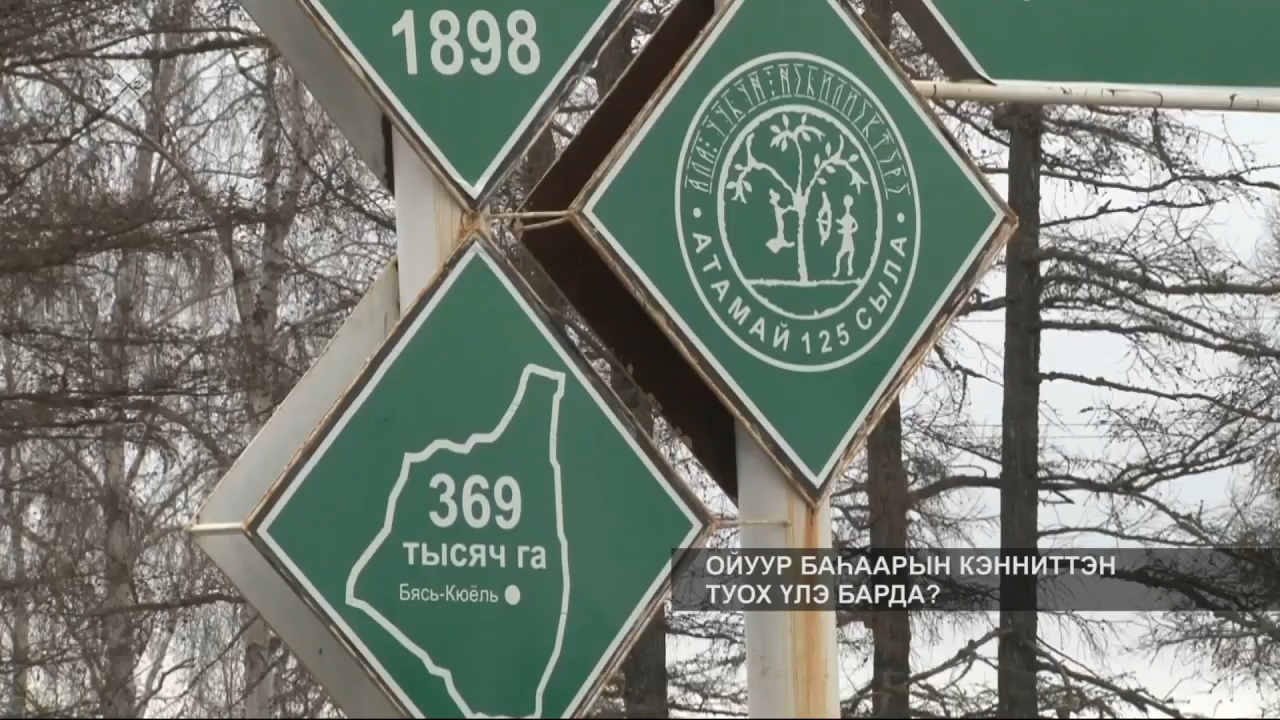 1898
АТАМАЙ 125 СЫЛА
369
ТЫСЯЧ ГА
Бясь-Кюёль
ОЙУУР БАҺААРЫН КЭННИТТЭН
ТУОХ ҮЛЭ БАРДА?